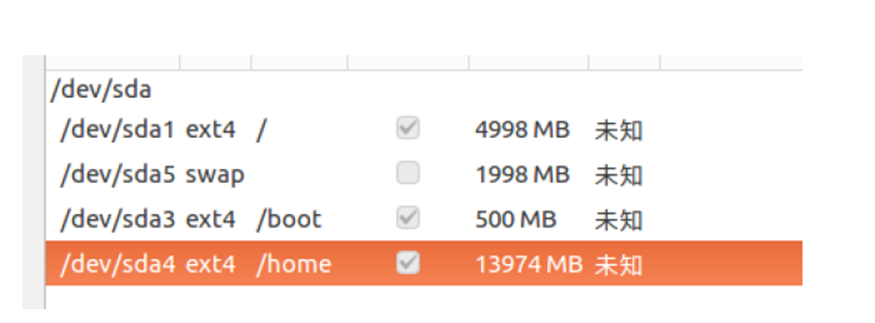 /dev/sda
/dev/sda1 ext4 / 4998 MB 未知
/dev/sda5 swap 1998 MB 未知
/dev/sda3 ext4 /boot 500 MB 未知
/dev/sda4 ext4 /home 13974 MB 未知